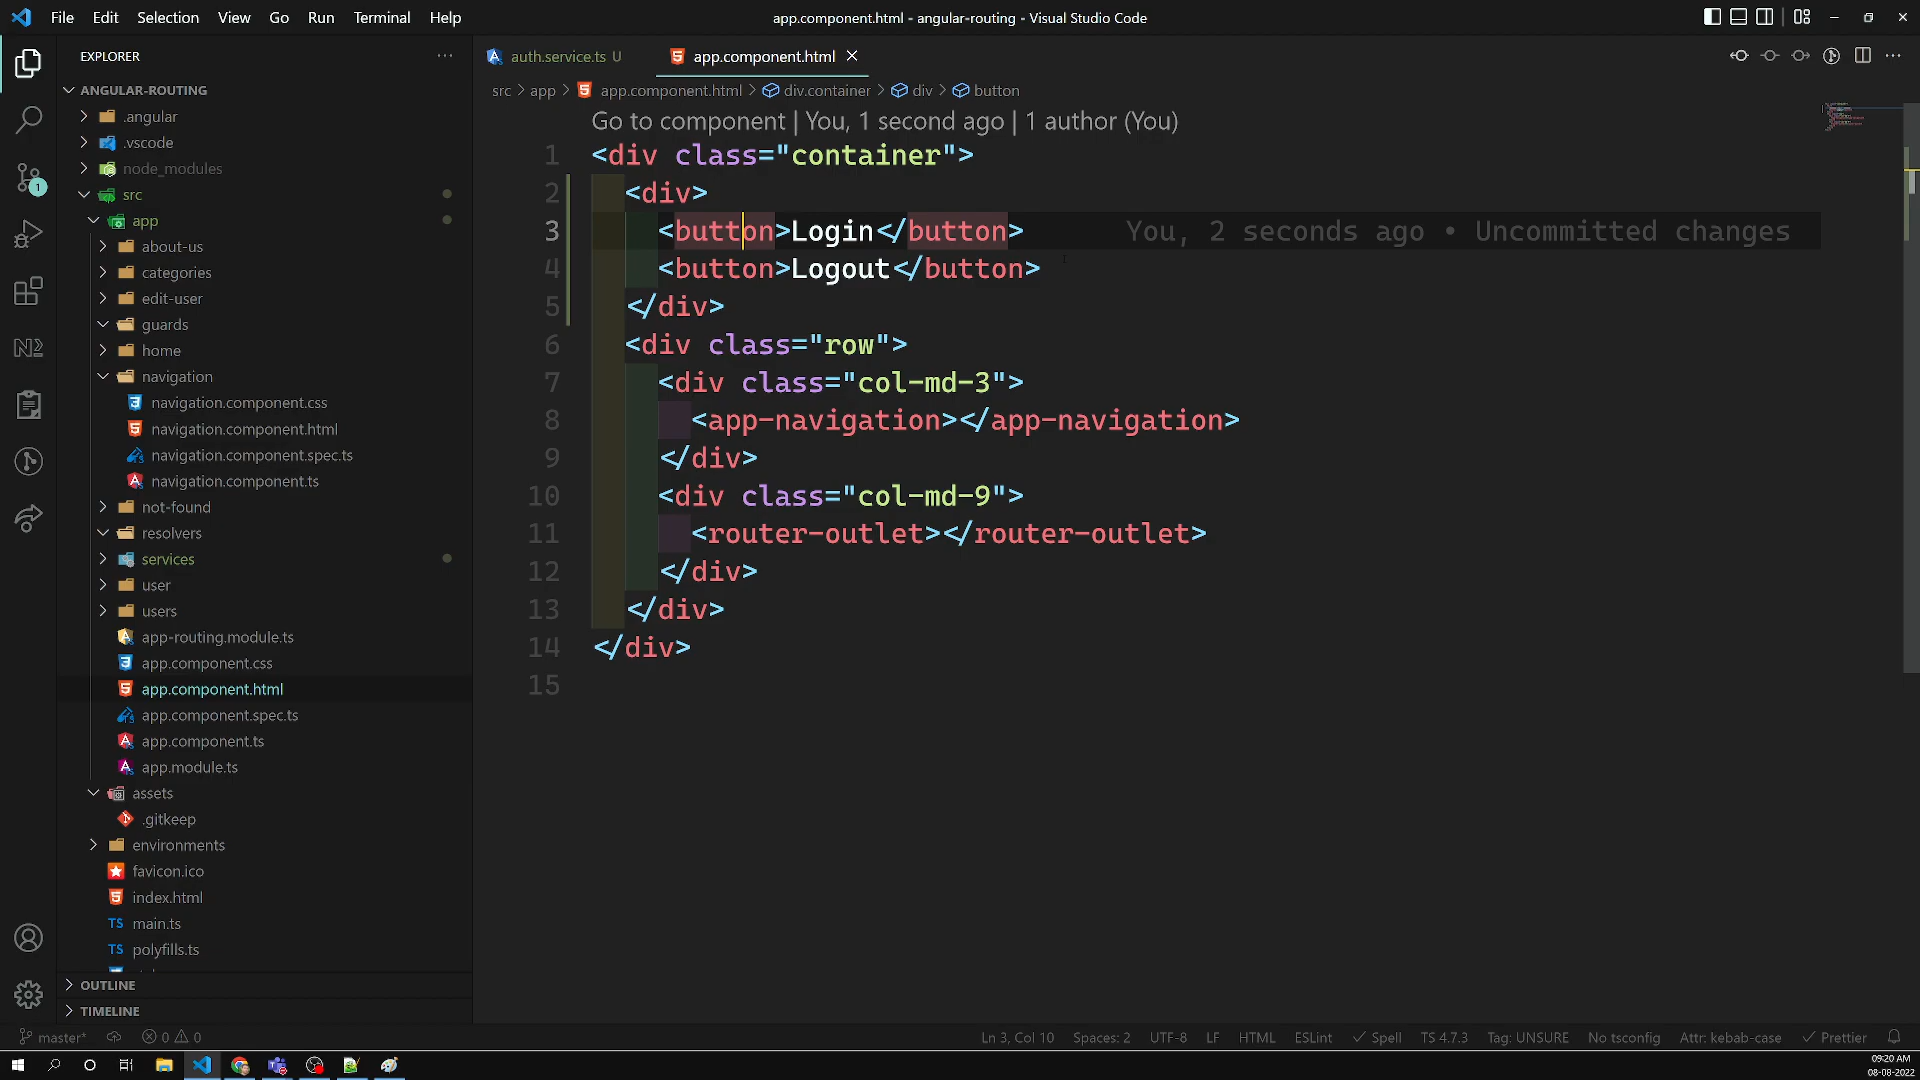 File Edit Selection View Go Run Terminal Help
app.component.html - angular-routing - Visual Studio Code
EXPLORER
ANGULAR-ROUTING
.angular
.vscode
node_modules
src
app
about-us
categories
edit-user
guards
home
navigation
navigation.component.css
navigation.component.html
navigation.component.spec.ts
navigation.component.ts
not-found
resolvers
services
user
users
app-routing.module.ts
app.component.css
app.component.html
app.component.spec.ts
app.component.ts
app.module.ts
assets
.gitkeep
environments
favicon.ico
index.html
main.ts
polyfills.ts
OUTLINE
TIMELINE
auth.service.ts U
app.component.html
src > app > app.component.html > div.container > div > button
Go to component | You, 1 second ago | 1 author (You)
1 <div class="container">
2 <div>
3 <button>Login</button> You, 2 seconds ago • Uncommitted changes
4 <button>Logout</button>
5 </div>
6 <div class="row">
7 <div class="col-md-3">
8 <app-navigation></app-navigation>
9 </div>
10 <div class="col-md-9">
11 <router-outlet></router-outlet>
12 </div>
13 </div>
14 </div>
15
master* 0 0
Ln 3, Col 10 Spaces: 2 UTF-8 LF HTML ESLint Spell TS 4.7.3 Tag: UNSURE No tsconfig Attr: kebab-case Prettier
09:20 AM
08-08-2022